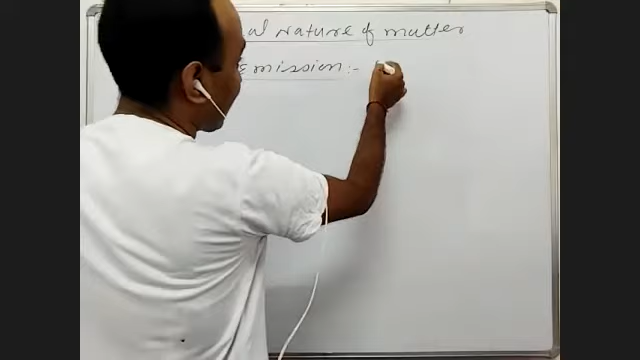 al Nature of matter
Emission :-